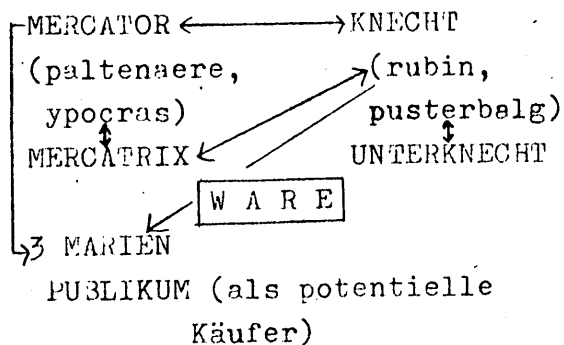 MERCATOR KNECHT
(paltenaere, (rubin,
ypocras) pusterbalg)
MERCATRIX UNTERKNECHT
W A R E
3 MARIEN
PUBLIKUM (als potentielle
Käufer)